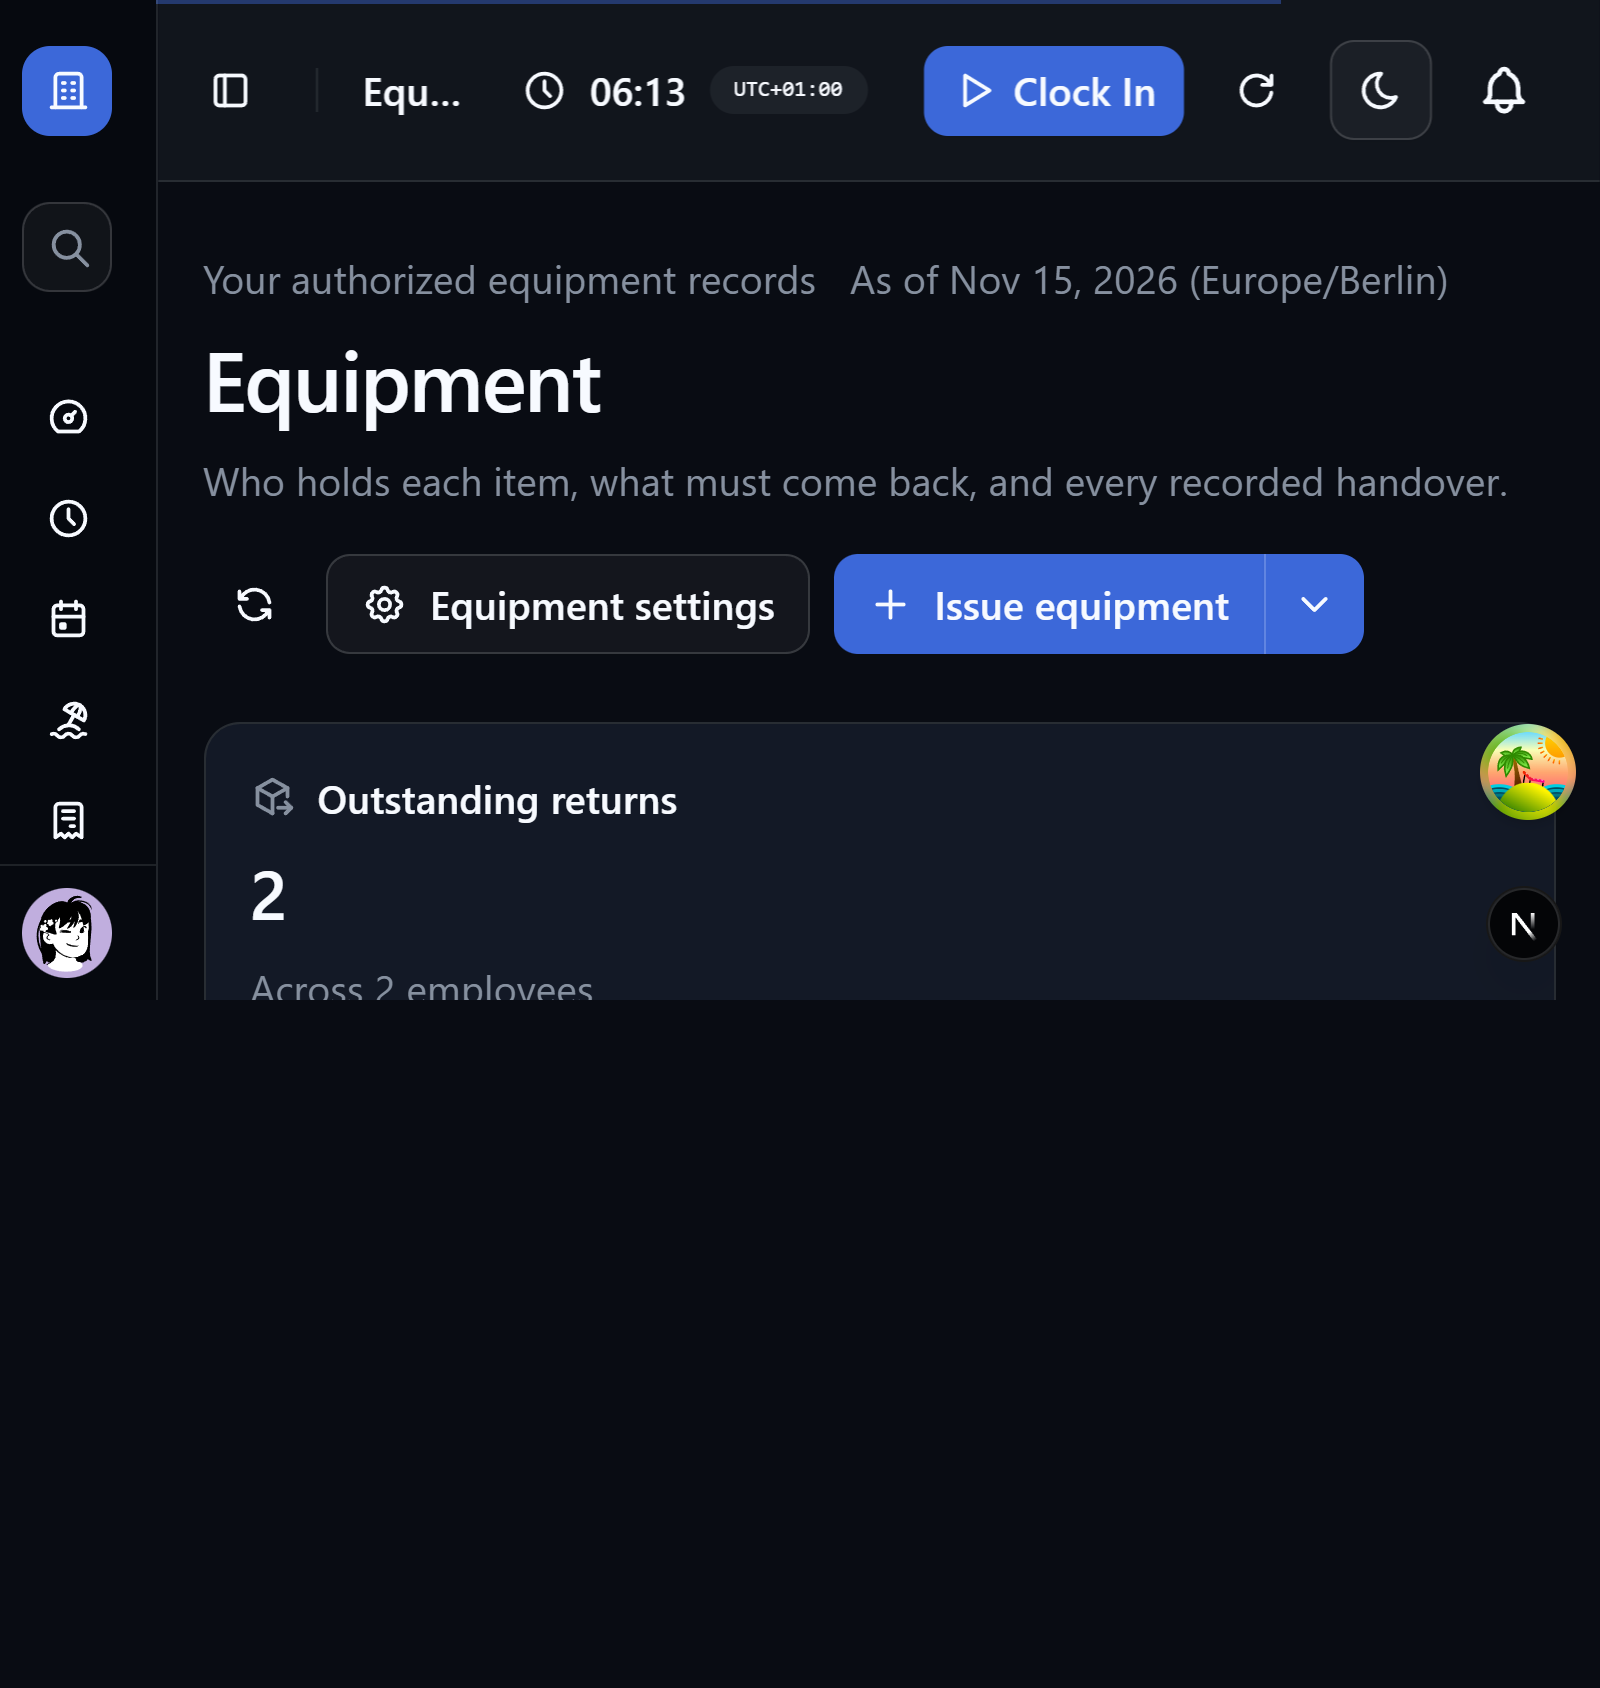 Equ...
06:13
UTC+01:00
Clock In
Your authorized equipment records As of Nov 15, 2026 (Europe/Berlin)
Equipment
Who holds each item, what must come back, and every recorded handover.
Equipment settings
Issue equipment
Outstanding returns
2
N
Across 2 employees